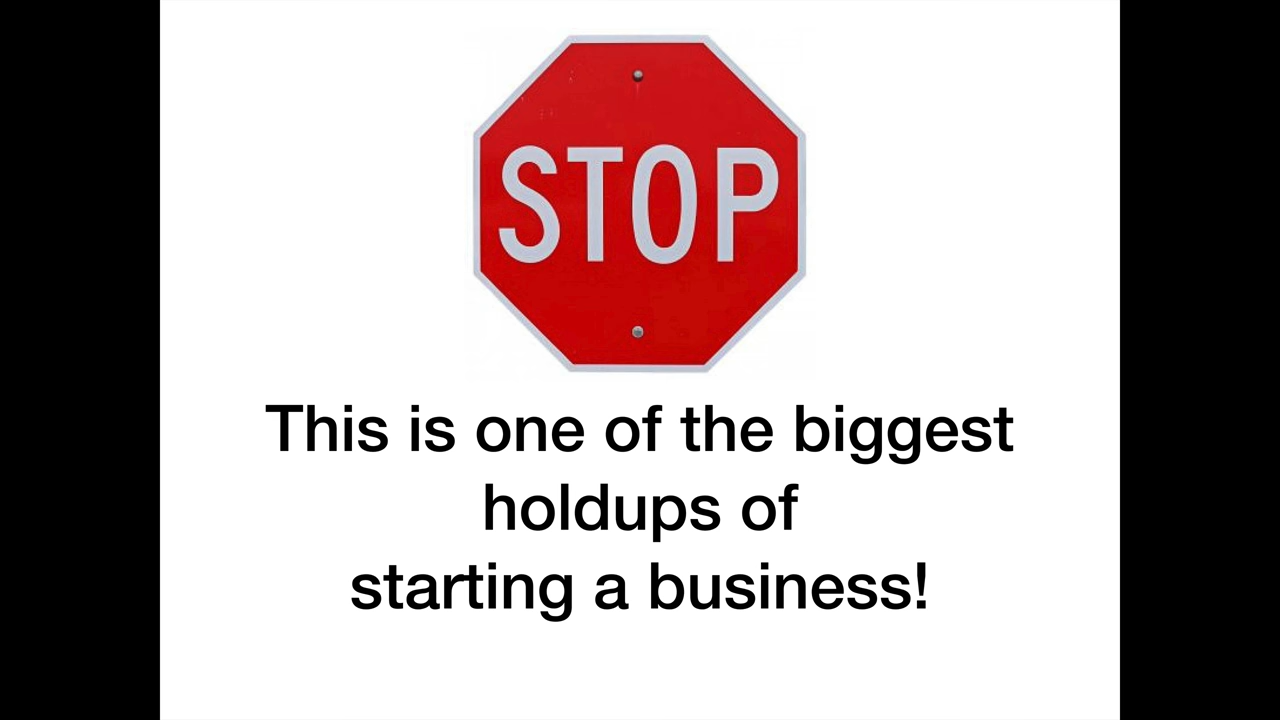 STOP
This is one of the biggest
holdups of
starting a business!